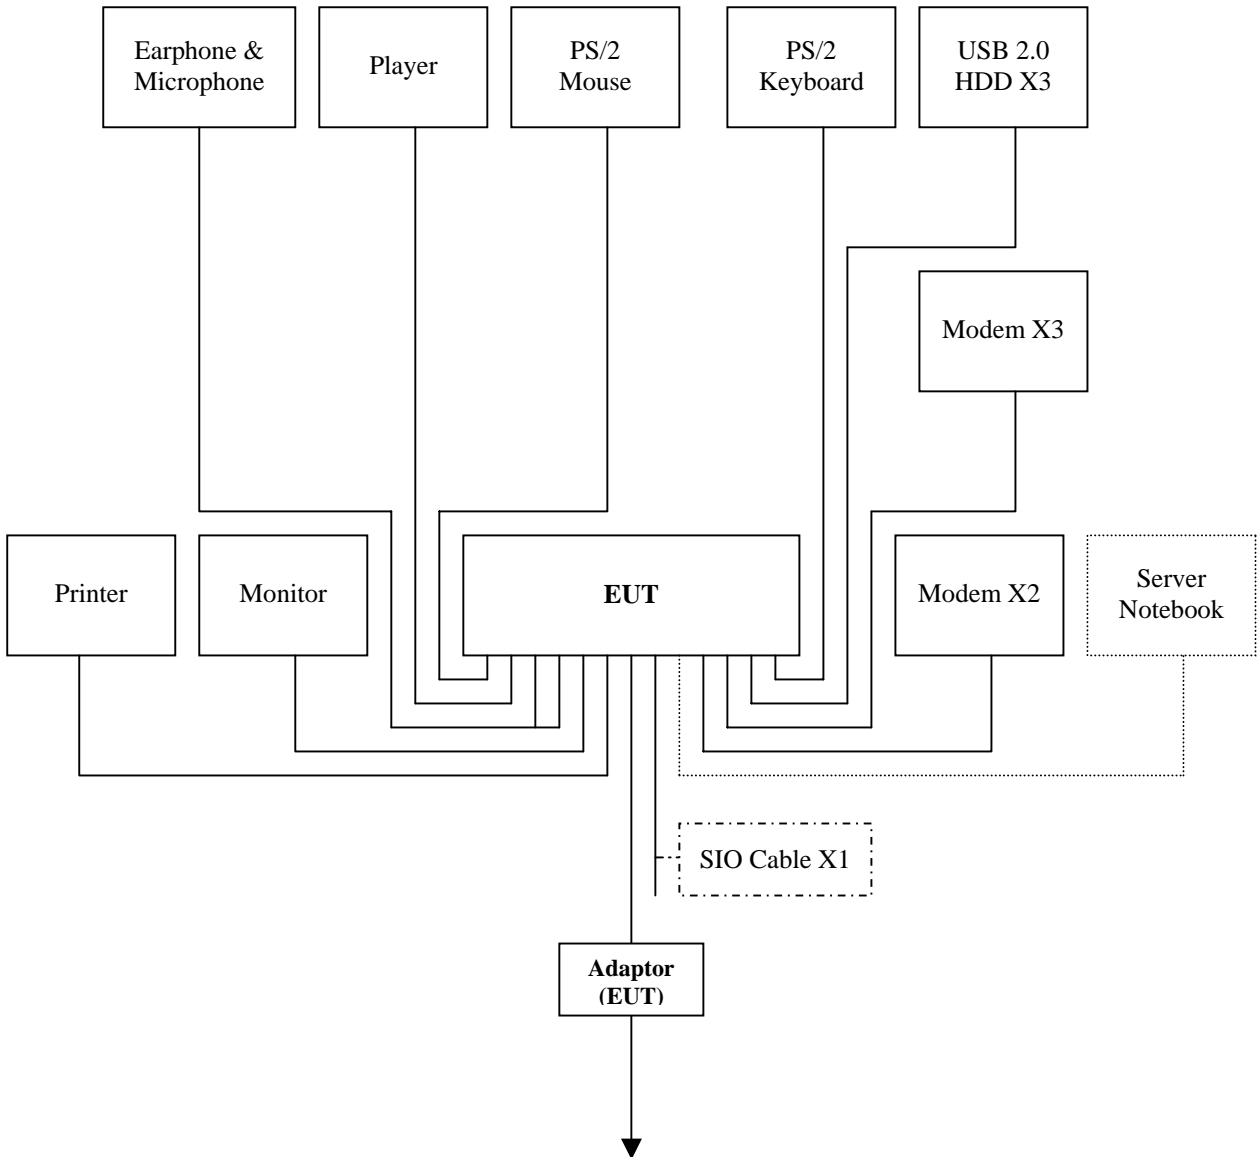 Earphone &
Microphone
Player
PS/2
Mouse
PS/2
Keyboard
USB 2.0
HDD X3
Modem X3
Printer
Monitor
EUT
Modem X2
Server
Notebook
SIO Cable X1
Adaptor
(EUT)